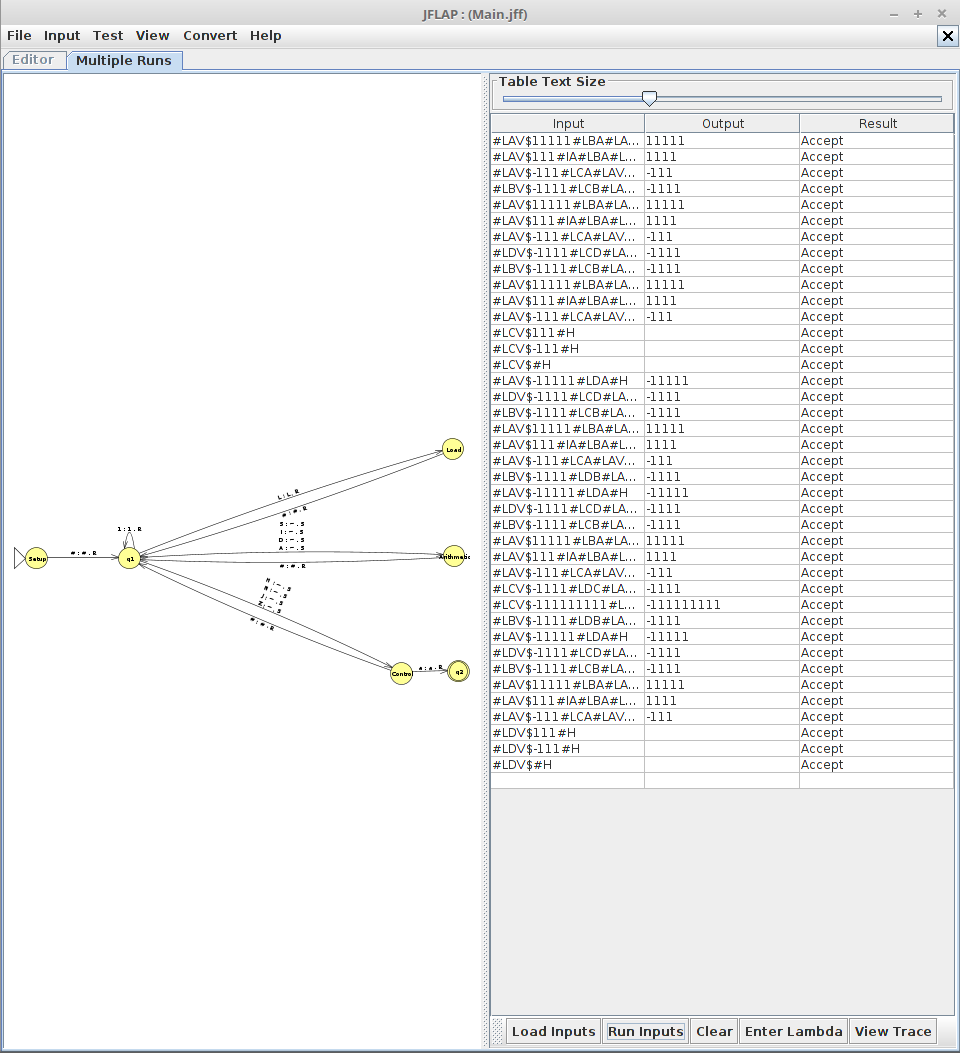 JFLAP : (Main.jff)
File Input Test View Convert Help
Editor Multiple Runs
Table Text Size
Input Output Result
#LAV$11111#LBA#LA... 11111 Accept
#LAV$111#IA#LBA#L... 1111 Accept
#LAV$-111#LCA#LAV... -111 Accept
#LBV$-1111#LCB#LA... -1111 Accept
#LAV$11111#LBA#LA... 11111 Accept
#LAV$111#IA#LBA#L... 1111 Accept
#LAV$-111#LCA#LAV... -111 Accept
#LDV$-1111#LCD#LA... -1111 Accept
#LBV$-1111#LCB#LA... -1111 Accept
#LAV$11111#LBA#LA... 11111 Accept
#LAV$111#IA#LBA#L... 1111 Accept
#LAV$-111#LCA#LAV... -111 Accept
#LCV$111#H Accept
#LCV$-111#H Accept
#LCV$#H Accept
#LAV$-11111#LDA#H -11111 Accept
#LDV$-1111#LCD#LA... -1111 Accept
#LBV$-1111#LCB#LA... -1111 Accept
#LAV$11111#LBA#LA... 11111 Accept
#LAV$111#IA#LBA#L... 1111 Accept
#LAV$-111#LCA#LAV... -111 Accept
#LBV$-1111#LDB#LA... -1111 Accept
#LAV$-11111#LDA#H -11111 Accept
#LDV$-1111#LCD#LA... -1111 Accept
#LBV$-1111#LCB#LA... -1111 Accept
#LAV$11111#LBA#LA... 11111 Accept
#LAV$111#IA#LBA#L... 1111 Accept
#LAV$-111#LCA#LAV... -111 Accept
#LCV$-1111#LDC#LA... -1111 Accept
#LCV$-111111111#L... -111111111 Accept
#LBV$-1111#LDB#LA... -1111 Accept
#LAV$-11111#LDA#H -11111 Accept
#LDV$-1111#LCD#LA... -1111 Accept
#LBV$-1111#LCB#LA... -1111 Accept
#LAV$11111#LBA#LA... 11111 Accept
#LAV$111#IA#LBA#L... 1111 Accept
#LAV$-111#LCA#LAV... -111 Accept
#LDV$111#H Accept
#LDV$-111#H Accept
#LDV$#H Accept
Load
L;L,R
#;#,R
S;~,S
I;~,S
D;~,S
A;~,S
1;1,R
Setup
#;#,R
q1
Arithmatic
#;#,R
#;#,R
Control
q2
Load Inputs Run Inputs Clear Enter Lambda View Trace